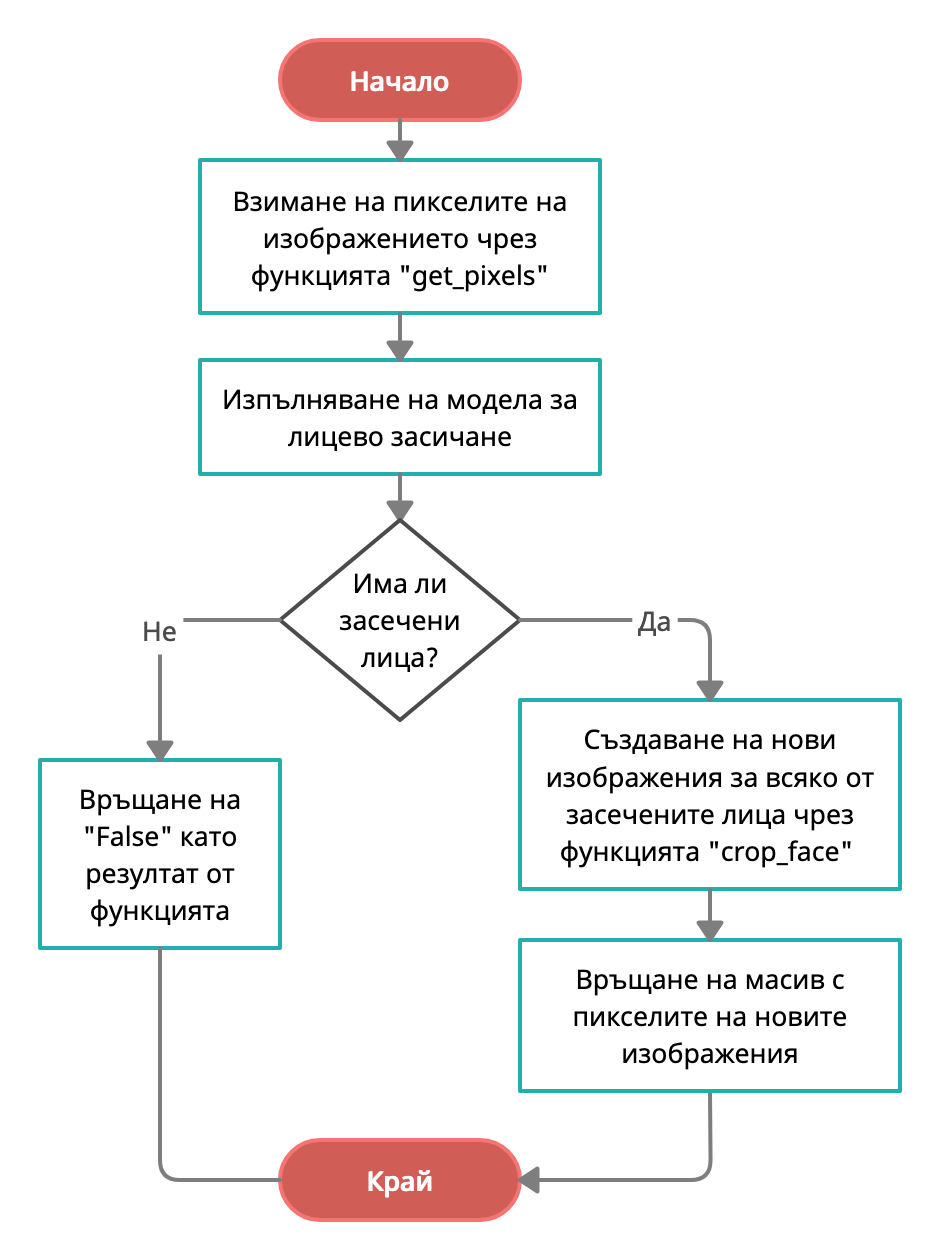 Начало
Взимане на пикселите на
изображението чрез
функцията "get_pixels"
Изпълняване на модела за
лицево засичане
Има ли
засечени
лица?
Не
Да
Връщане на
"False" като
резултат от
функцията
Създаване на нови
изображения за всяко от
засечените лица чрез
функцията "crop_face"
Връщане на масив с
пикселите на новите
изображения
Край